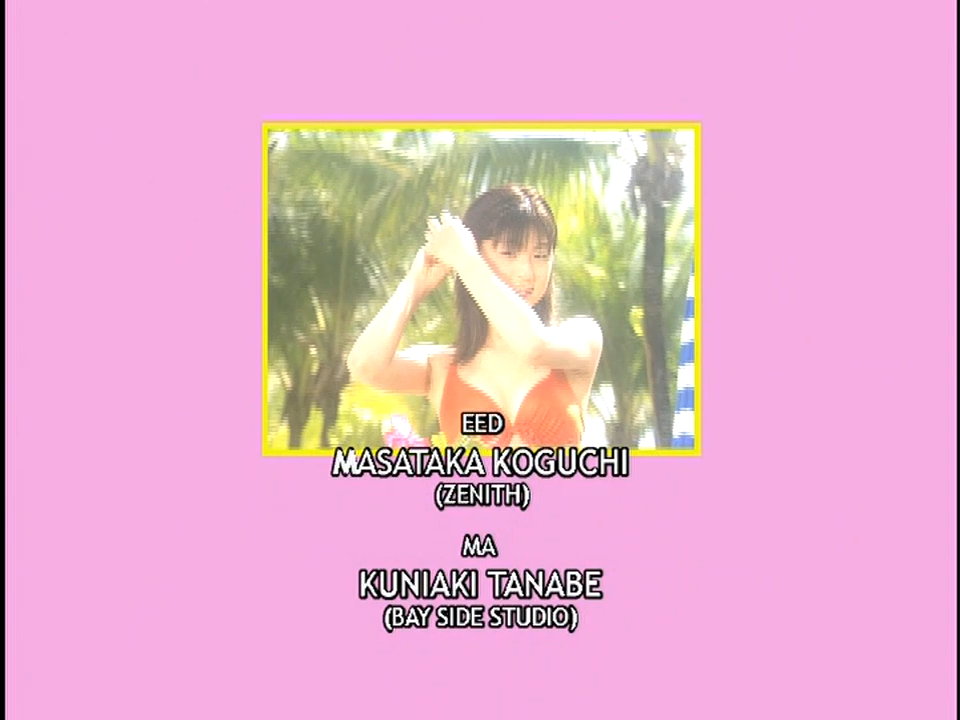 EED
MASATAKA KOGUCHI
(ZENITH)
MA
KUNIAKI TANABE
(BAY SIDE STUDIO)